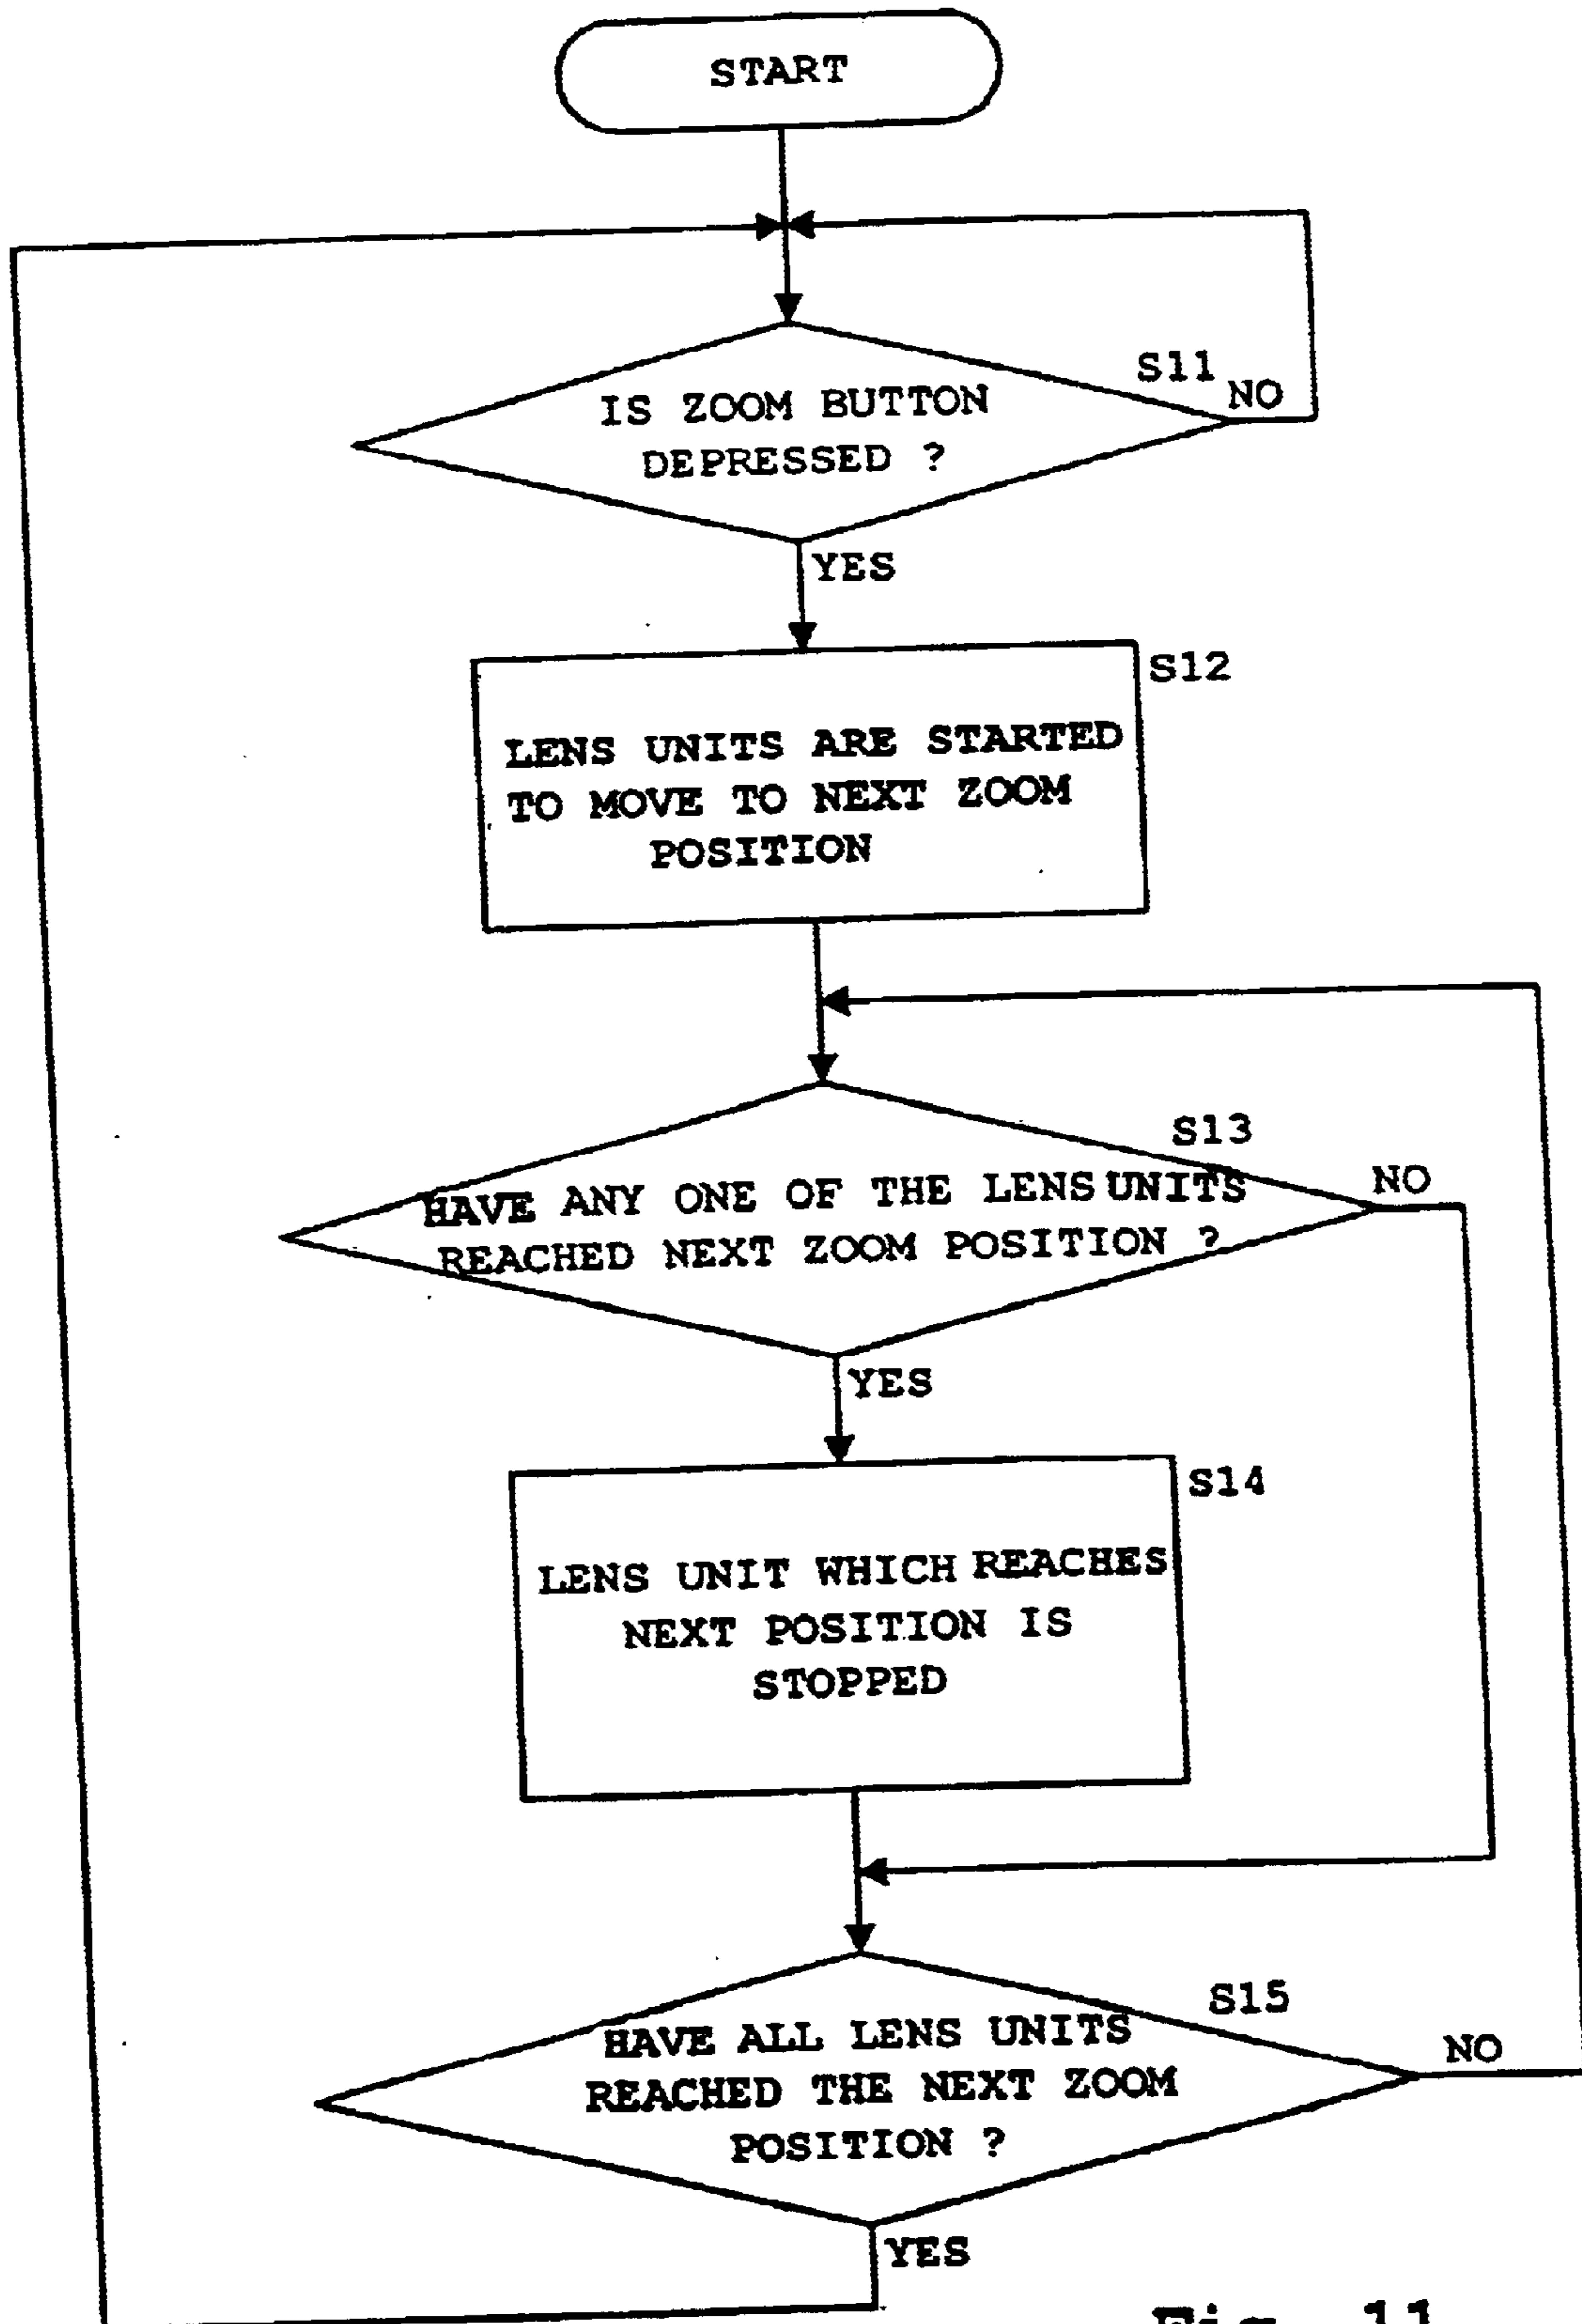 START
S11
NO
IS ZOOM BUTTON
DEPRESSED ?
YES
S12
LENS UNITS ARE STARTED
TO MOVE TO NEXT ZOOM
POSITION
S13
NO
HAVE ANY ONE OF THE LENS UNITS
REACHED NEXT ZOOM POSITION ?
YES
S14
LENS UNIT WHICH REACHES
NEXT POSITION IS
STOPPED
S15
NO
HAVE ALL LENS UNITS
REACHED THE NEXT ZOOM
POSITION ?
YES
Fig. 11